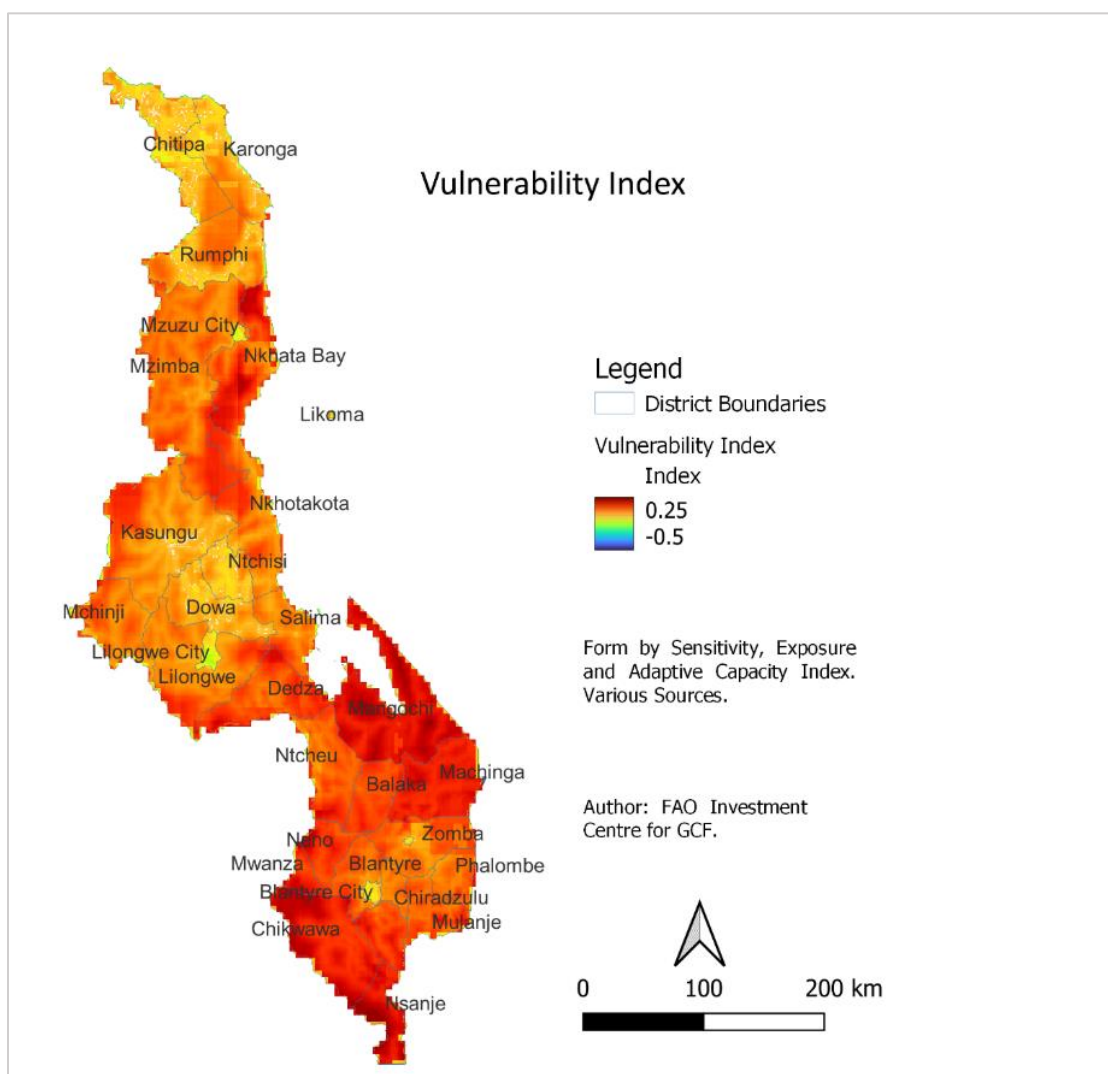 Chitipa
Karonga
Vulnerability Index
Rumphi
Mzuzu City
Nkhata Bay
Mzimba
Likoma
Nkhotakota
Kasungu
Ntchisi
Mchinji
Dowa
Salima
Lilongwe City
Lilongwe
Dedza
Mangochi
Ntcheu
Machinga
Balaka
Neno
Zomba
Mwanza
Blantyre
Phalombe
Blantyre City
Chiradzulu
Mulanje
Chikwawa
Nsanje
Legend
District Boundaries
Vulnerability Index
Index
0.25
-0.5
Form by Sensitivity, Exposure
and Adaptive Capacity Index.
Various Sources.
Author: FAO Investment
Centre for GCF.
0 100 200 km